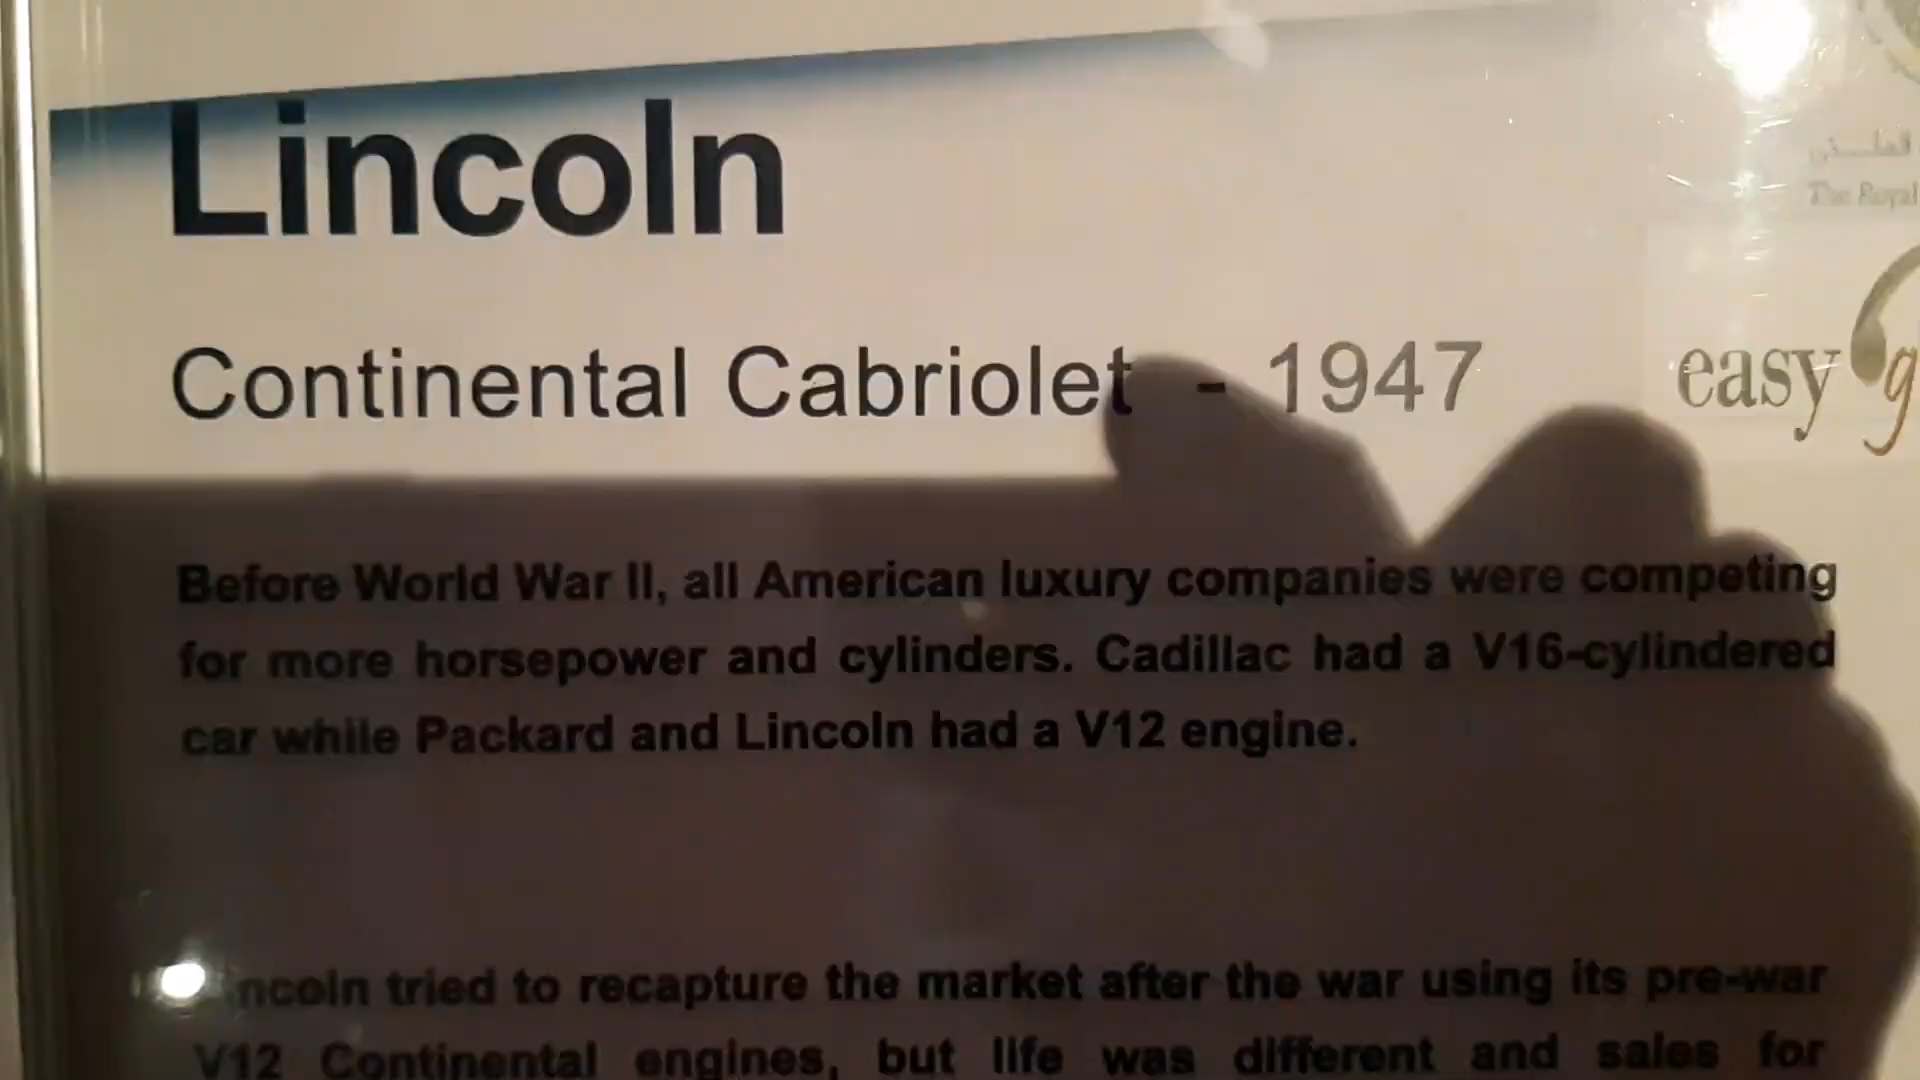 Lincoln
Continental Cabriolet - 1947
The Royal
easy g
Before World War II, all American luxury companies were competing
for more horsepower and cylinders. Cadillac had a V16-cylindered
car while Packard and Lincoln had a V12 engine.
ncoln tried to recapture the market after the war using its pre-war
V12 Continental engines, but life was different and sales for